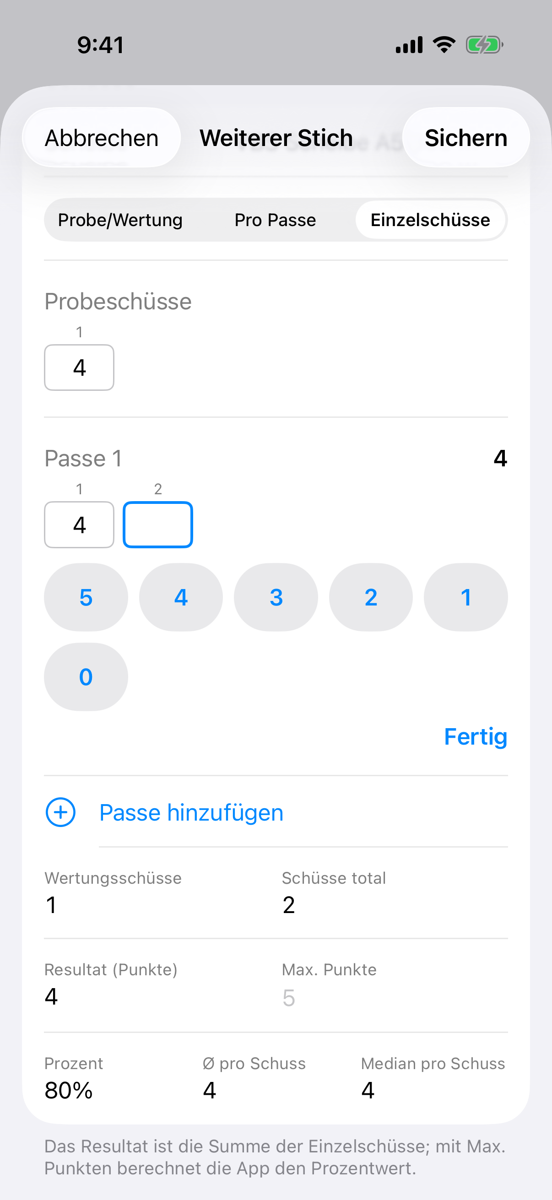 9:41
Abbrechen Weiterer Stich Sichern
Probe/Wertung Pro Passe Einzelschüsse
Probeschüsse
1
4
Passe 1 4
1 2
4
5 4 3 2 1
0
Fertig
Passe hinzufügen
Wertungsschüsse Schüsse total
1 2
Resultat (Punkte) Max. Punkte
4 5
Prozent Ø pro Schuss Median pro Schuss
80% 4 4
Das Resultat ist die Summe der Einzelschüsse; mit Max.
Punkten berechnet die App den Prozentwert.